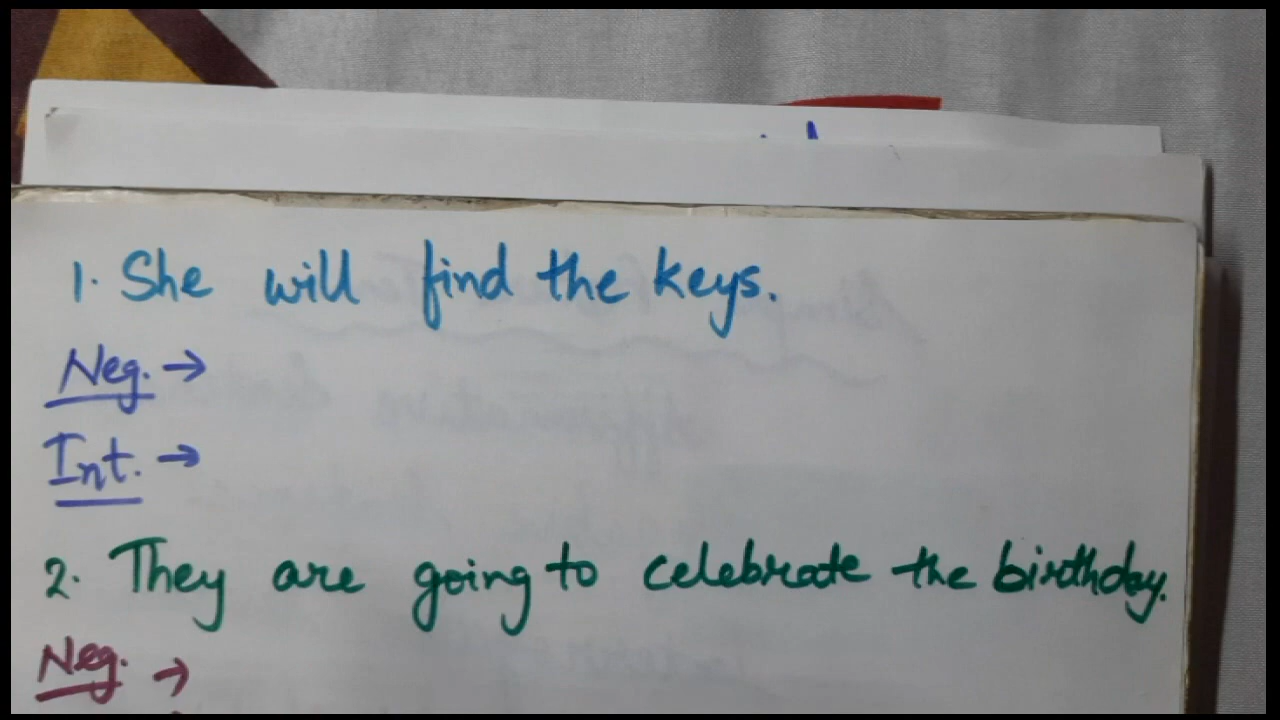 1. She will find the keys.
Neg. →
Int. →
2. They are going to celebrate the birthday.
Neg. →